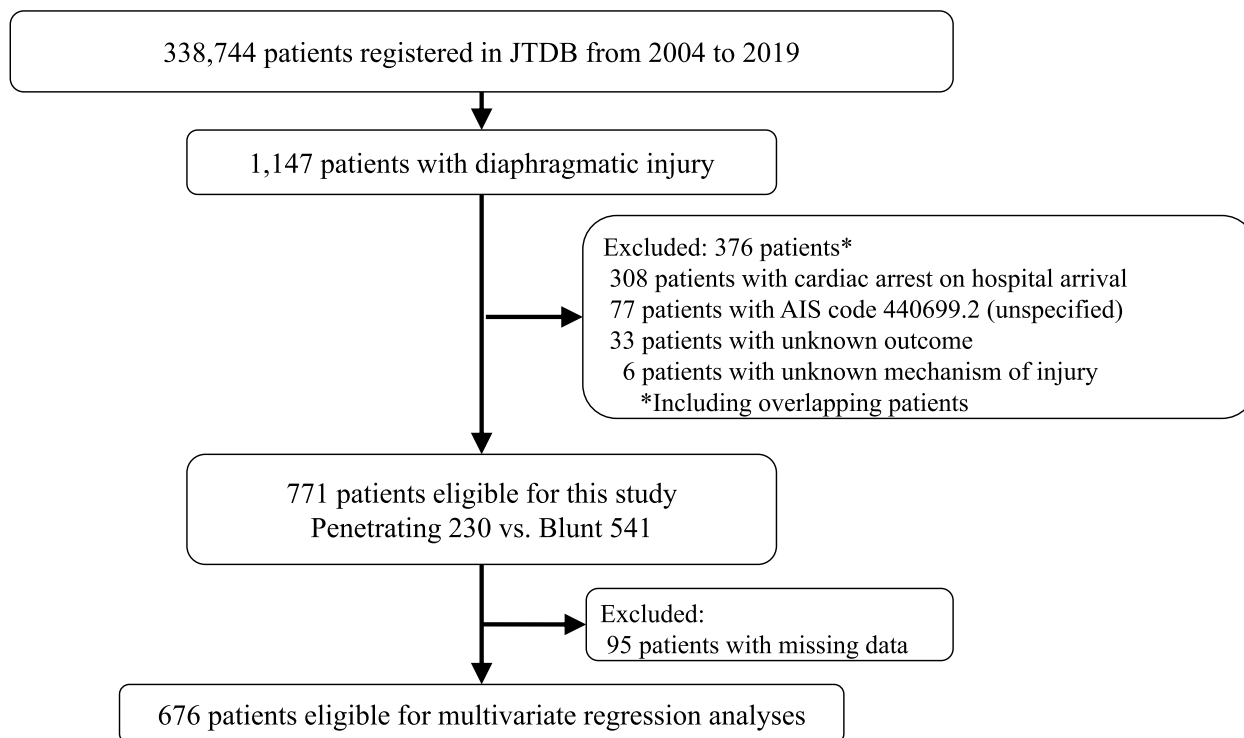 338,744 patients registered in JTDB from 2004 to 2019
1,147 patients with diaphragmatic injury
Excluded: 376 patients*
308 patients with cardiac arrest on hospital arrival
77 patients with AIS code 440699.2 (unspecified)
33 patients with unknown outcome
6 patients with unknown mechanism of injury
*Including overlapping patients
771 patients eligible for this study
Penetrating 230 vs. Blunt 541
Excluded:
95 patients with missing data
676 patients eligible for multivariate regression analyses